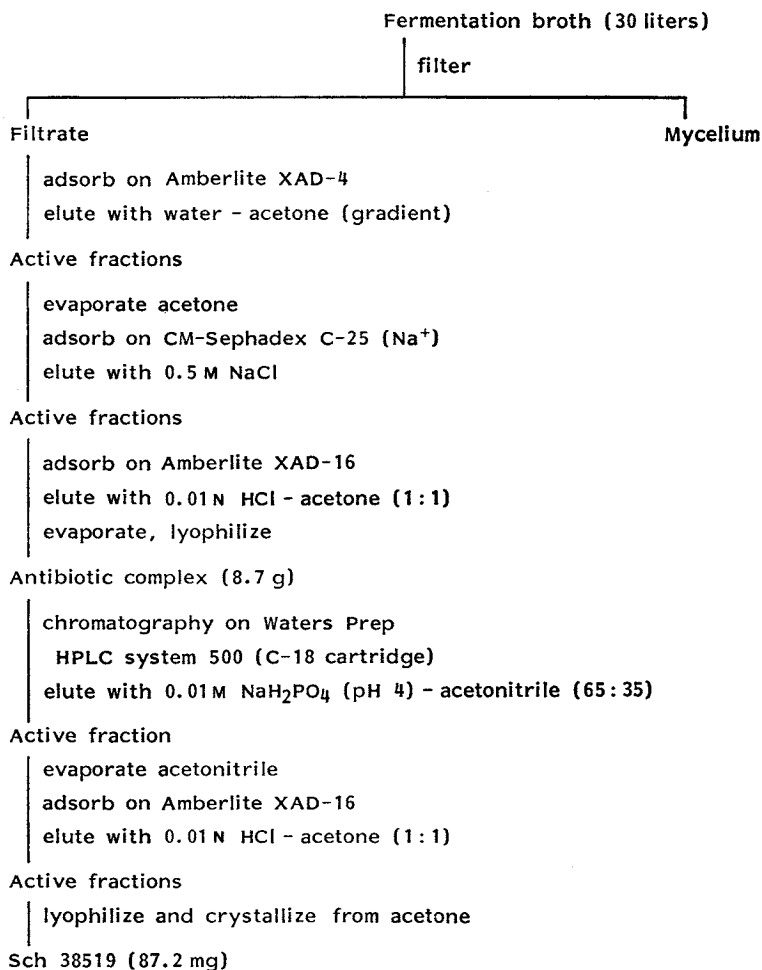 Fermentation broth (30 liters)
filter
Filtrate
Mycelium
adsorb on Amberlite XAD-4
elute with water - acetone (gradient)
Active fractions
evaporate acetone
adsorb on CM-Sephadex C-25 (Na⁺)
elute with 0.5 M NaCl
Active fractions
adsorb on Amberlite XAD-16
elute with 0.01 N HCl - acetone (1:1)
evaporate, lyophilize
Antibiotic complex (8.7 g)
chromatography on Waters Prep
HPLC system 500 (C-18 cartridge)
elute with 0.01 M NaH₂PO₄ (pH 4) - acetonitrile (65:35)
Active fraction
evaporate acetonitrile
adsorb on Amberlite XAD-16
elute with 0.01 N HCl - acetone (1:1)
Active fractions
lyophilize and crystallize from acetone
Sch 38519 (87.2 mg)